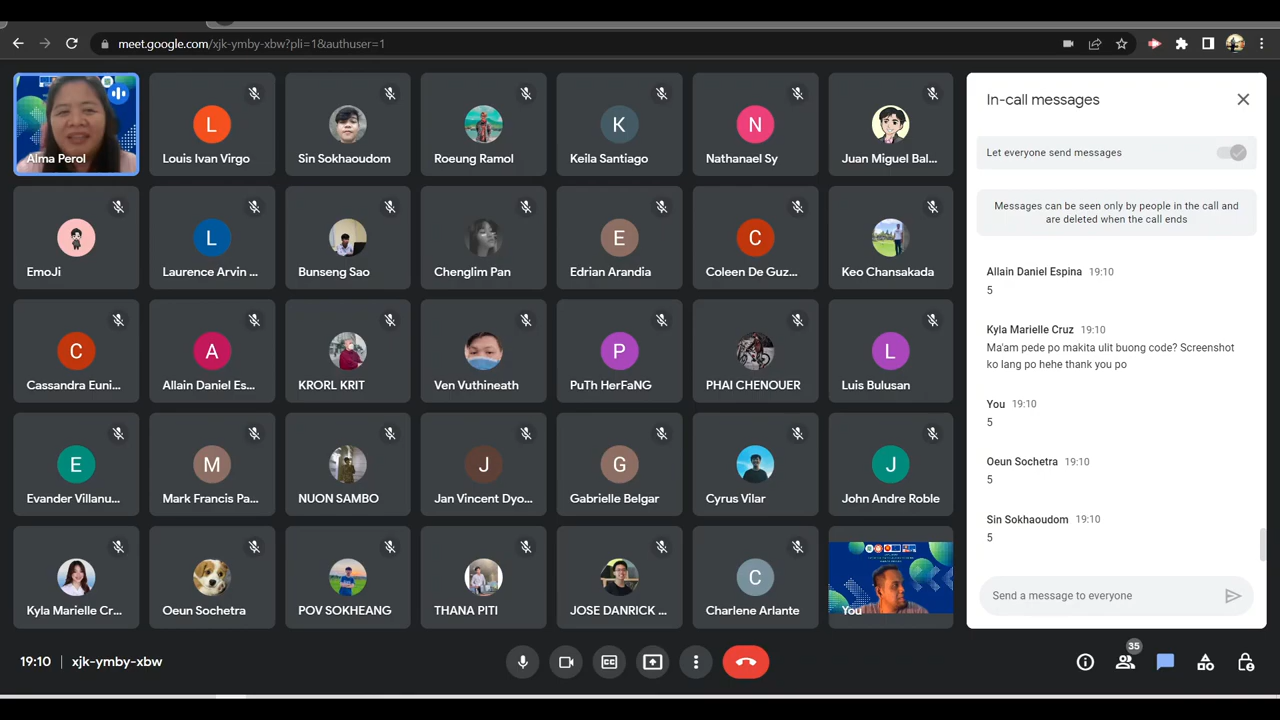 meet.google.com/xjk-ymby-xbw?pli=1&authuser=1
Alma Perol
L
Louis Ivan Virgo
Sin Sokhaoudom
Roeung Ramol
K
Keila Santiago
N
Nathanael Sy
Juan Miguel Bal...
EmoJi
L
Laurence Arvin ...
Bunseng Sao
Chenglim Pan
E
Edrian Arandia
C
Coleen De Guz...
Keo Chansakada
C
Cassandra Euni...
A
Allain Daniel Es...
KRORL KRIT
Ven Vuthineath
P
PuTh HerFaNG
PHAI CHENOUER
L
Luis Bulusan
E
Evander Villanu...
M
Mark Francis Pa...
NUON SAMBO
J
Jan Vincent Dyo...
G
Gabrielle Belgar
Cyrus Vilar
J
John Andre Roble
Kyla Marielle Cr...
Oeun Sochetra
POV SOKHEANG
THANA PITI
JOSE DANRICK ...
C
Charlene Arlante
You
In-call messages
Let everyone send messages
Messages can be seen only by people in the call and
are deleted when the call ends
Allain Daniel Espina 19:10
5
Kyla Marielle Cruz 19:10
Ma'am pede po makita ulit buong code? Screenshot
ko lang po hehe thank you po
You 19:10
5
Oeun Sochetra 19:10
5
Sin Sokhaoudom 19:10
5
Send a message to everyone
19:10 | xjk-ymby-xbw
35